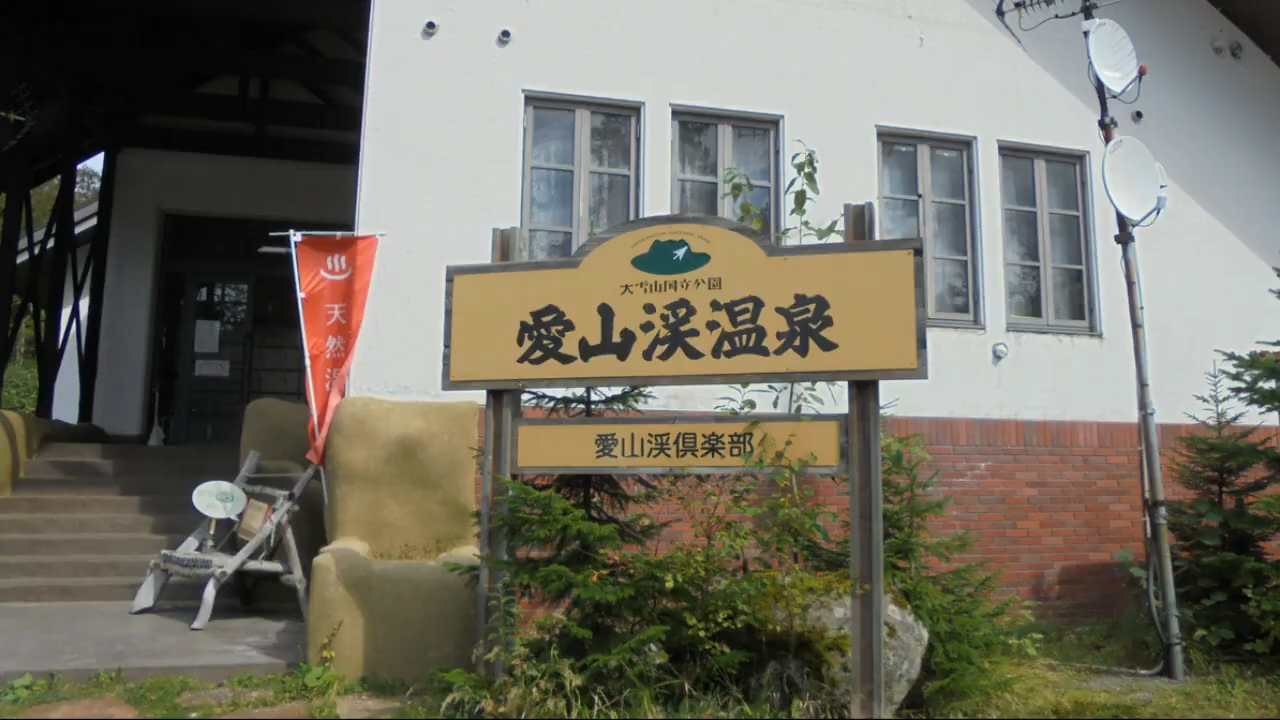 大雪山国立公園
愛山渓温泉
愛山渓倶楽部
天然温